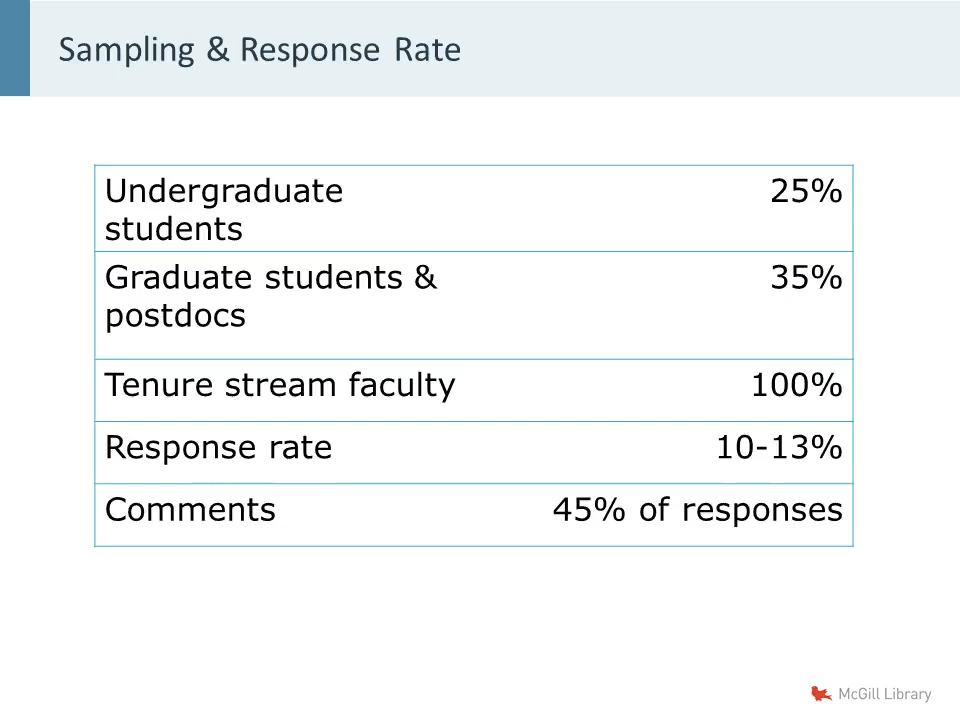 Sampling & Response Rate
Undergraduate 25%
students
Graduate students & 35%
postdocs
Tenure stream faculty 100%
Response rate 10-13%
Comments 45% of responses
McGill Library